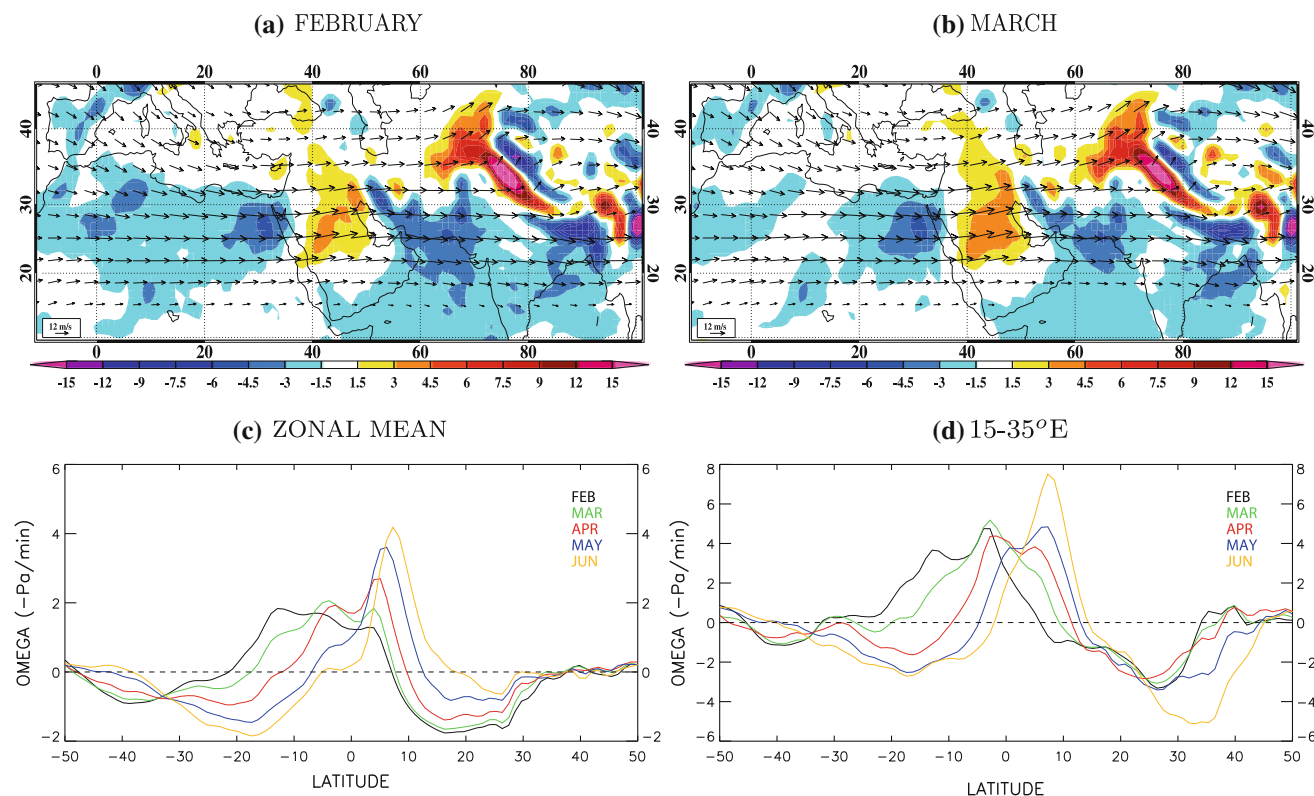 (a) FEBRUARY
(b) MARCH
0 20 40 60 80
0 20 40 60 80
40
30
20
40
30
20
12 m/s
12 m/s
0 20 40 60 80
0 20 40 60 80
-15 -12 -9 -7.5 -6 -4.5 -3 -1.5 1.5 3 4.5 6 7.5 9 12 15
-15 -12 -9 -7.5 -6 -4.5 -3 -1.5 1.5 3 4.5 6 7.5 9 12 15
(c) ZONAL MEAN
(d) 15-35°E
6
4
2
0
-2
OMEGA (-Pa/min)
FEB
MAR
APR
MAY
JUN
6
4
2
0
-2
-50 -40 -30 -20 -10 0 10 20 30 40 50
LATITUDE
8
6
4
2
0
-2
-4
-6
OMEGA (-Pa/min)
FEB
MAR
APR
MAY
JUN
8
6
4
2
0
-2
-4
-6
-50 -40 -30 -20 -10 0 10 20 30 40 50
LATITUDE